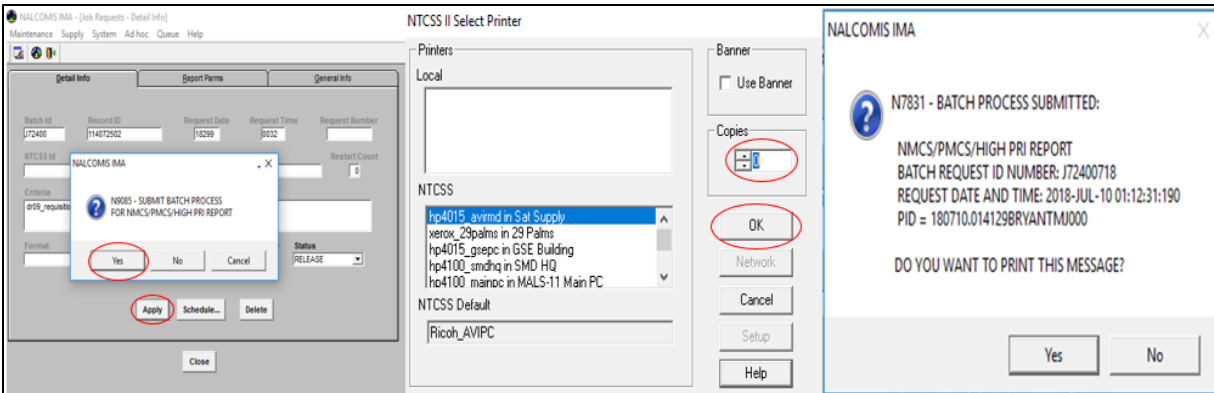 NALCOMIS IMA - [Job Requests - Detail Info]
Maintenance Supply System Ad hoc Queue Help
Detail Info Report Parms General Info
Batch Id Record ID Request Date Request Time Request Number
J72400 114072502 18299 0032
NTCSS Id Restart Count
0
Criteria
dr09_requisitio
Format Status
RELEASE
NALCOMIS IMA X
N9085 - SUBMIT BATCH PROCESS
FOR NMCS/PMCS/HIGH PRI REPORT
Yes No Cancel
Apply Schedule... Delete
Close
NTCSS II Select Printer
Printers
Local
NTCSS
hp4015_avimd in Sat Supply
xerox_29palms in 29 Palms
hp4015_gsepc in GSE Building
hp4100_smdhq in SMD HQ
hp4100_mainpc in MALS-11 Main PC
NTCSS Default
Ricoh_AVIPC
Banner
Use Banner
Copies
0
OK
Network
Cancel
Setup
Help
NALCOMIS IMA X
N7831 - BATCH PROCESS SUBMITTED:
NMCS/PMCS/HIGH PRI REPORT
BATCH REQUEST ID NUMBER: J72400718
REQUEST DATE AND TIME: 2018-JUL-10 01:12:31:190
PID = 180710.014129BRYANTMJ000
DO YOU WANT TO PRINT THIS MESSAGE?
Yes No